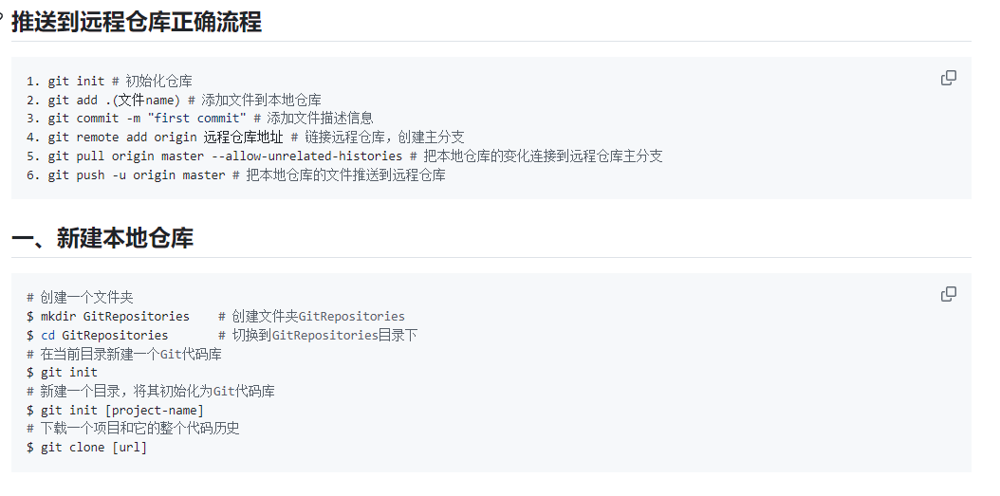 推送到远程仓库正确流程
1. git init # 初始化仓库
2. git add .(文件name) # 添加文件到本地仓库
3. git commit -m "first commit" # 添加文件描述信息
4. git remote add origin 远程仓库地址 # 链接远程仓库，创建主分支
5. git pull origin master --allow-unrelated-histories # 把本地仓库的变化连接到远程仓库主分支
6. git push -u origin master # 把本地仓库的文件推送到远程仓库
一、新建本地仓库
# 创建一个文件夹
$ mkdir GitRepositories    # 创建文件夹GitRepositories
$ cd GitRepositories       # 切换到GitRepositories目录下
# 在当前目录新建一个Git代码库
$ git init
# 新建一个目录，将其初始化为Git代码库
$ git init [project-name]
# 下载一个项目和它的整个代码历史
$ git clone [url]